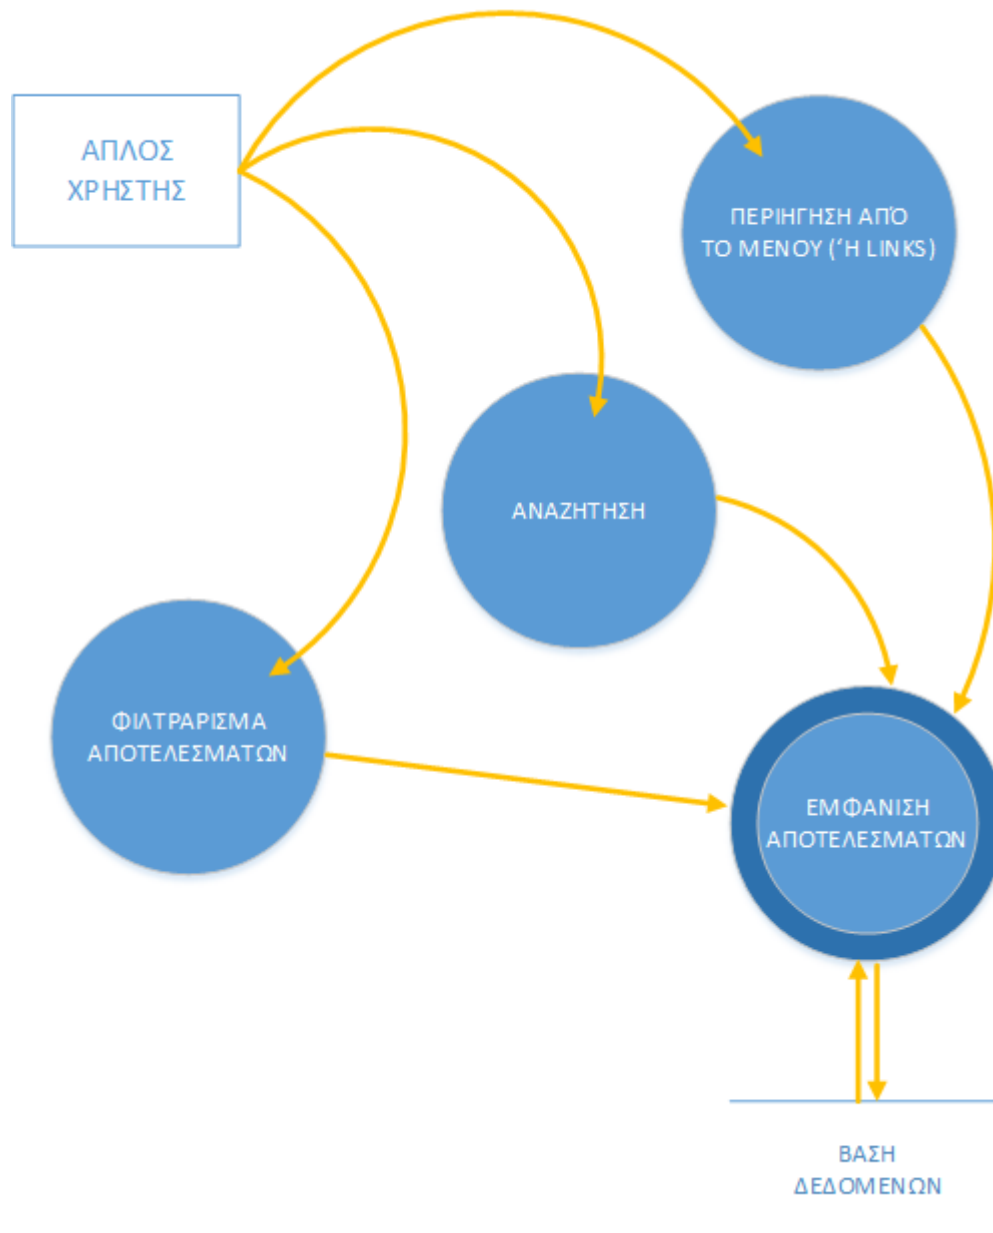 ΑΠΛΟΣ
ΧΡΗΣΤΗΣ
ΠΕΡΙΗΓΗΣΗ ΑΠΌ
ΤΟ ΜΕΝΟΥ (‘Η LINKS)
ΑΝΑΖΗΤΗΣΗ
ΦΙΛΤΡΑΡΙΣΜΑ
ΑΠΟΤΕΛΕΣΜΑΤΩΝ
ΕΜΦΑΝΙΣΗ
ΑΠΟΤΕΛΕΣΜΑΤΩΝ
ΒΑΣΗ
ΔΕΔΟΜΕΝΩΝ